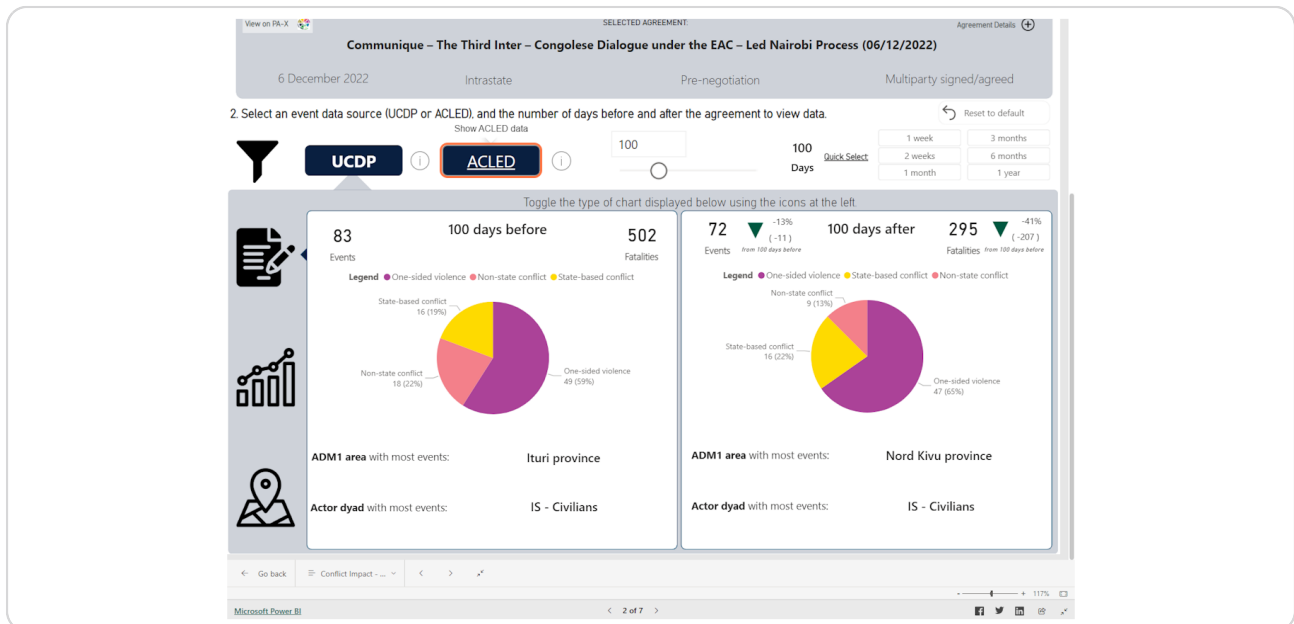 View on PA-X
SELECTED AGREEMENT:
Agreement Details
Communique – The Third Inter – Congolese Dialogue under the EAC – Led Nairobi Process (06/12/2022)
6 December 2022
Intrastate
Pre-negotiation
Multiparty signed/agreed
2. Select an event data source (UCDP or ACLED), and the number of days before and after the agreement to view data.
Reset to default
Show ACLED data
UCDP
ACLED
100
100
Days
Quick Select
1 week
3 months
2 weeks
6 months
1 month
1 year
Toggle the type of chart displayed below using the icons at the left.
83
Events
100 days before
502
Fatalities
Legend One-sided violence Non-state conflict State-based conflict
State-based conflict
16 (19%)
Non-state conflict
18 (22%)
One-sided violence
49 (59%)
ADM1 area with most events:
Ituri province
Actor dyad with most events:
IS - Civilians
72
Events
-13%
(-11)
from 100 days before
100 days after
295
Fatalities
-41%
(-207)
from 100 days before
Legend One-sided violence State-based conflict Non-state conflict
Non-state conflict
9 (13%)
State-based conflict
16 (22%)
One-sided violence
47 (65%)
ADM1 area with most events:
Nord Kivu province
Actor dyad with most events:
IS - Civilians
Go back
Conflict Impact - ...
- + 117%
Microsoft Power BI
2 of 7